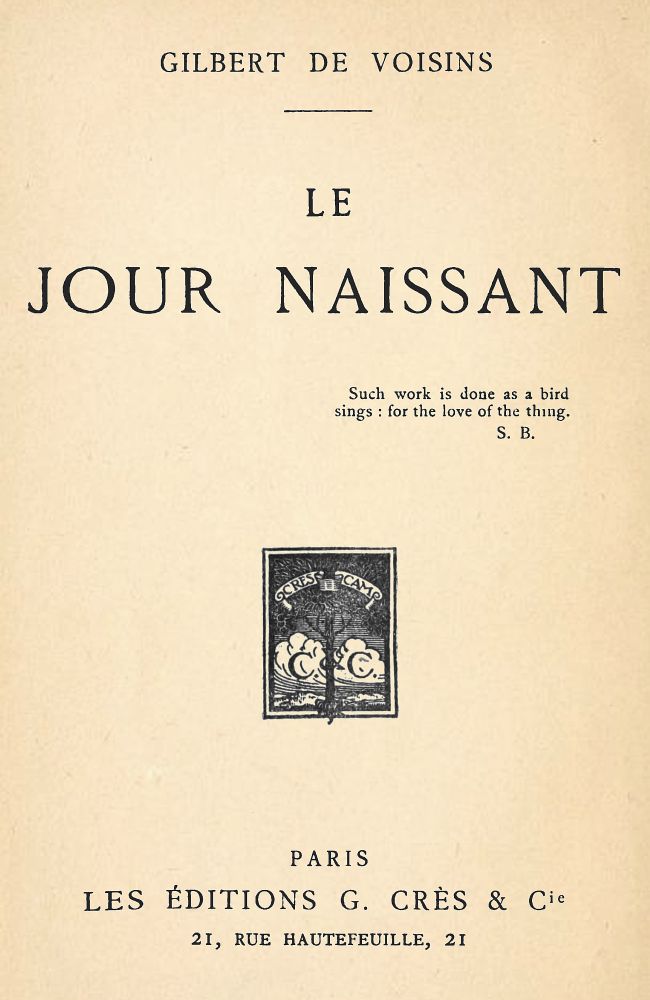 GILBERT DE VOISINS
LE
JOUR NAISSANT
Such work is done as a bird
sings : for the love of the thing.
S. B.
CRES CAM
C. & C.
PARIS
LES ÉDITIONS G. CRÈS & Cie
21, RUE HAUTEFEUILLE, 21